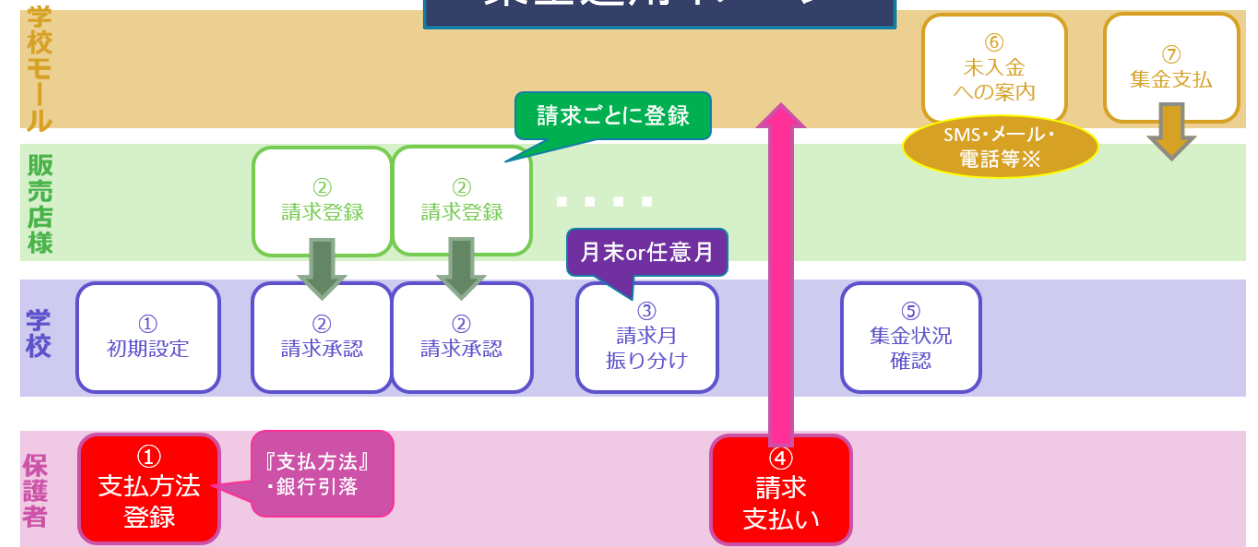 学校モール
⑥
未入金
への案内
⑦
集金支払
SMS・メール・
電話等※
請求ごとに登録
販売店様
②
請求登録
②
請求登録
月末or任意月
学校
①
初期設定
②
請求承認
②
請求承認
③
請求月
振り分け
⑤
集金状況
確認
保護者
①
支払方法
登録
『支払方法』
・銀行引落
④
請求
支払い